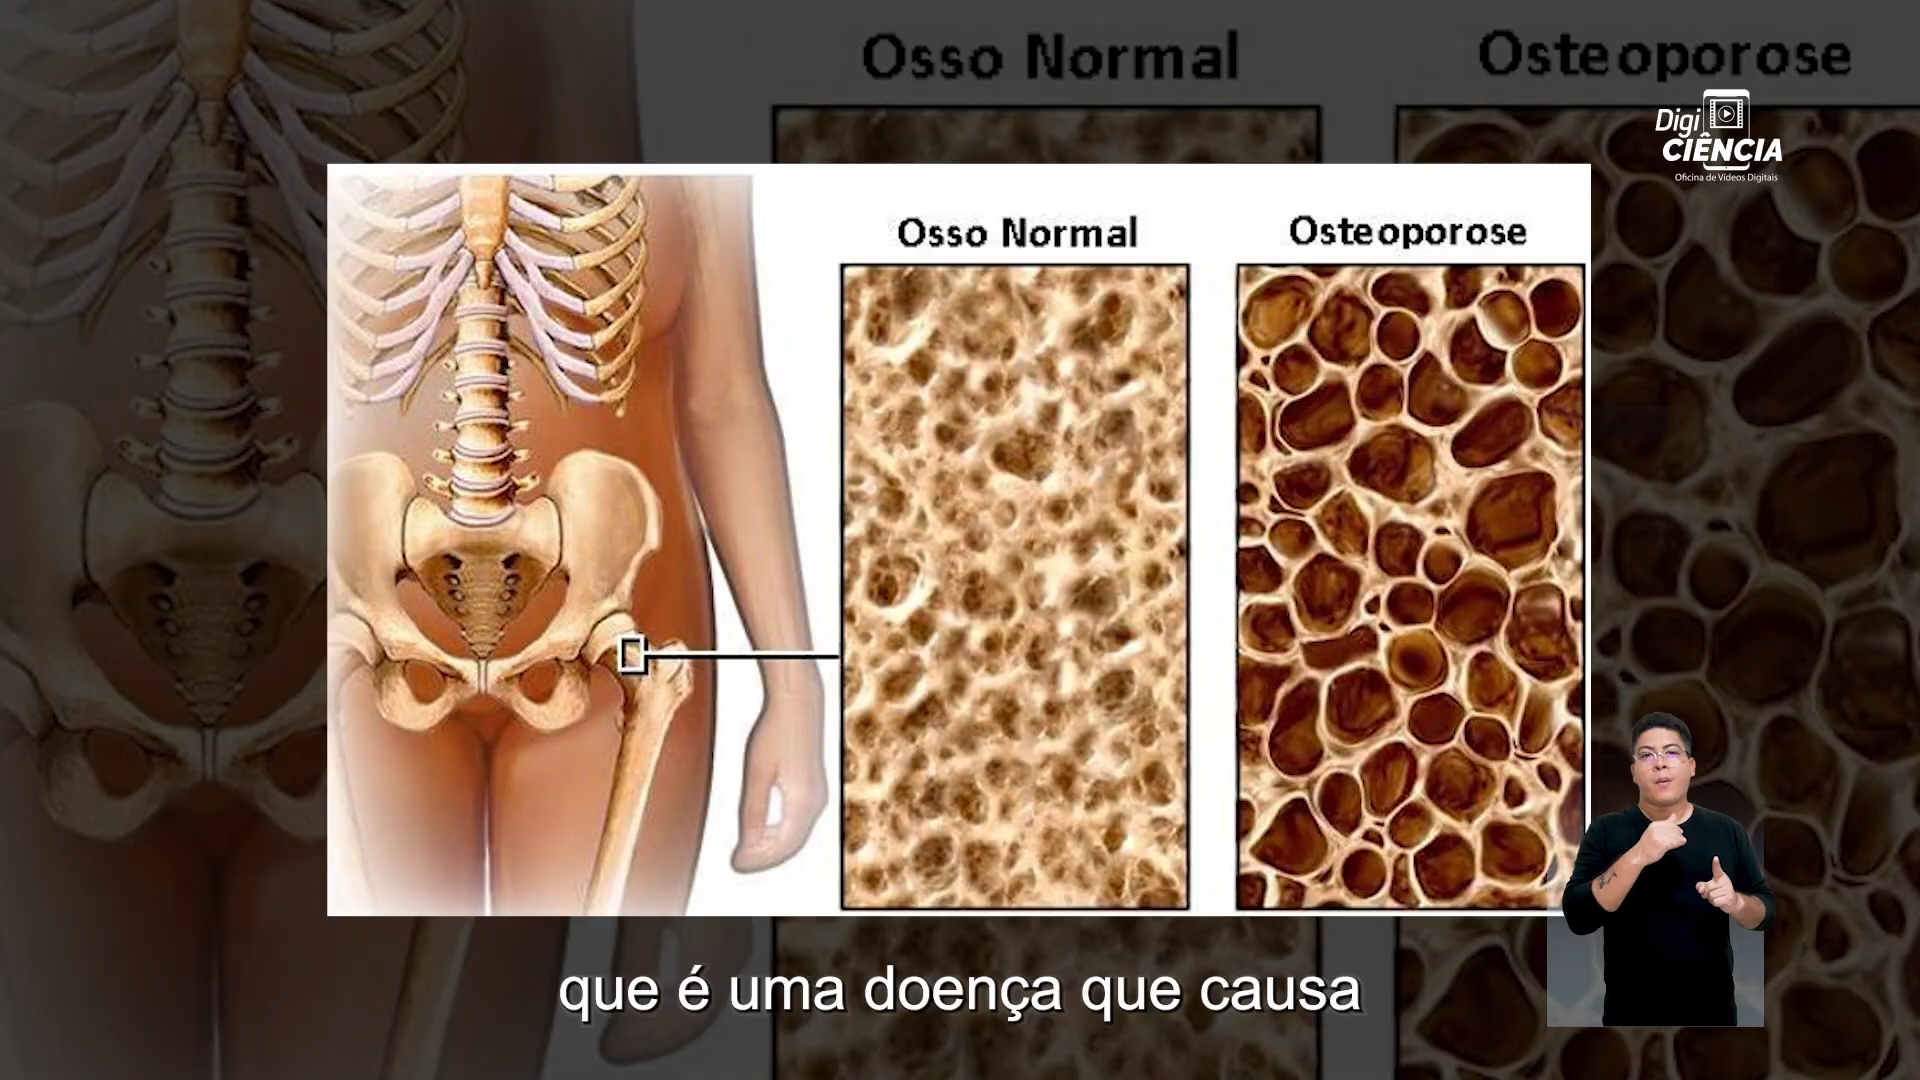 Osso Normal
Osteoporose
Digi
CIÊNCIA
Oficina de Vídeos Digitais
Osso Normal
Osteoporose
que é uma doença que causa